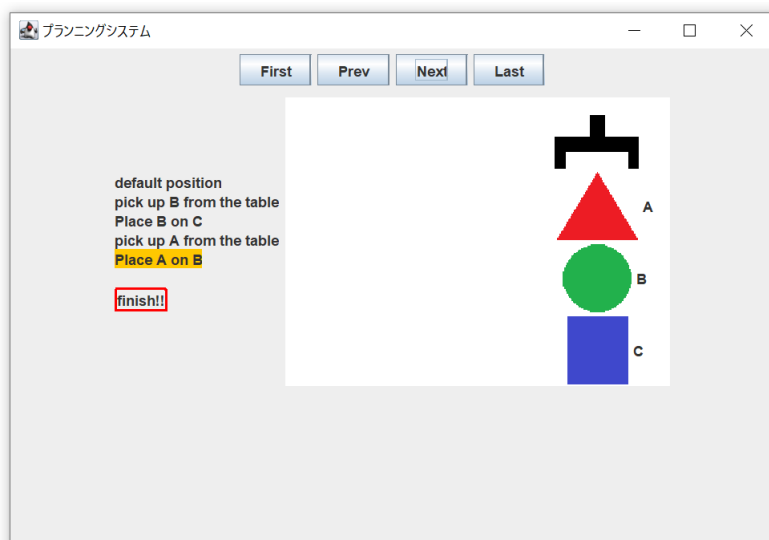 プランニングシステム
First Prev Next Last
default position
pick up B from the table
Place B on C
pick up A from the table
Place A on B
finish!!
A
B
C